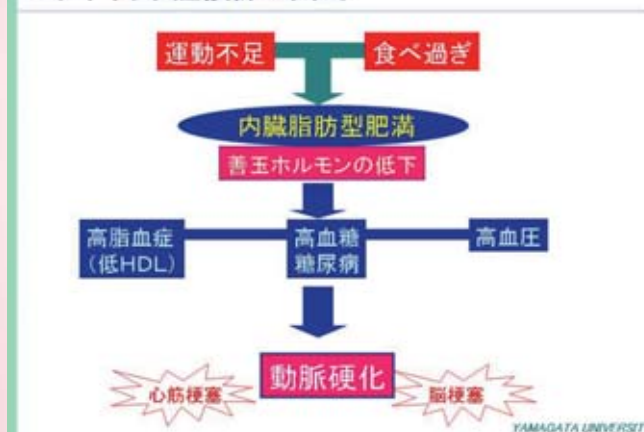 運動不足 食べ過ぎ
内臓脂肪型肥満
善玉ホルモンの低下
高脂血症
(低HDL)
高血糖
糖尿病
高血圧
動脈硬化
心筋梗塞 脳梗塞
YAMAGATA UNIVERSIT